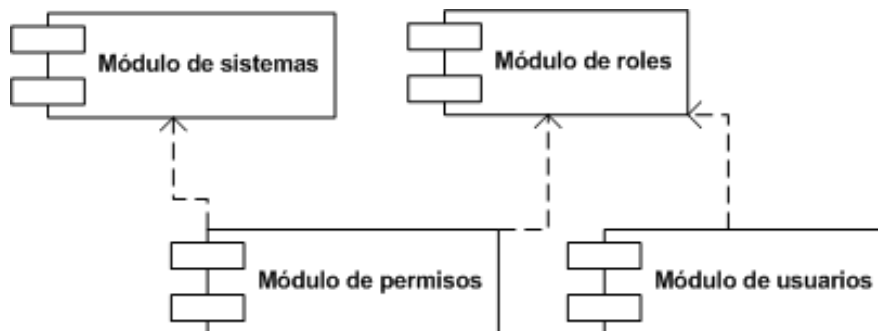 Módulo de sistemas
Módulo de roles
Módulo de permisos
Módulo de usuarios